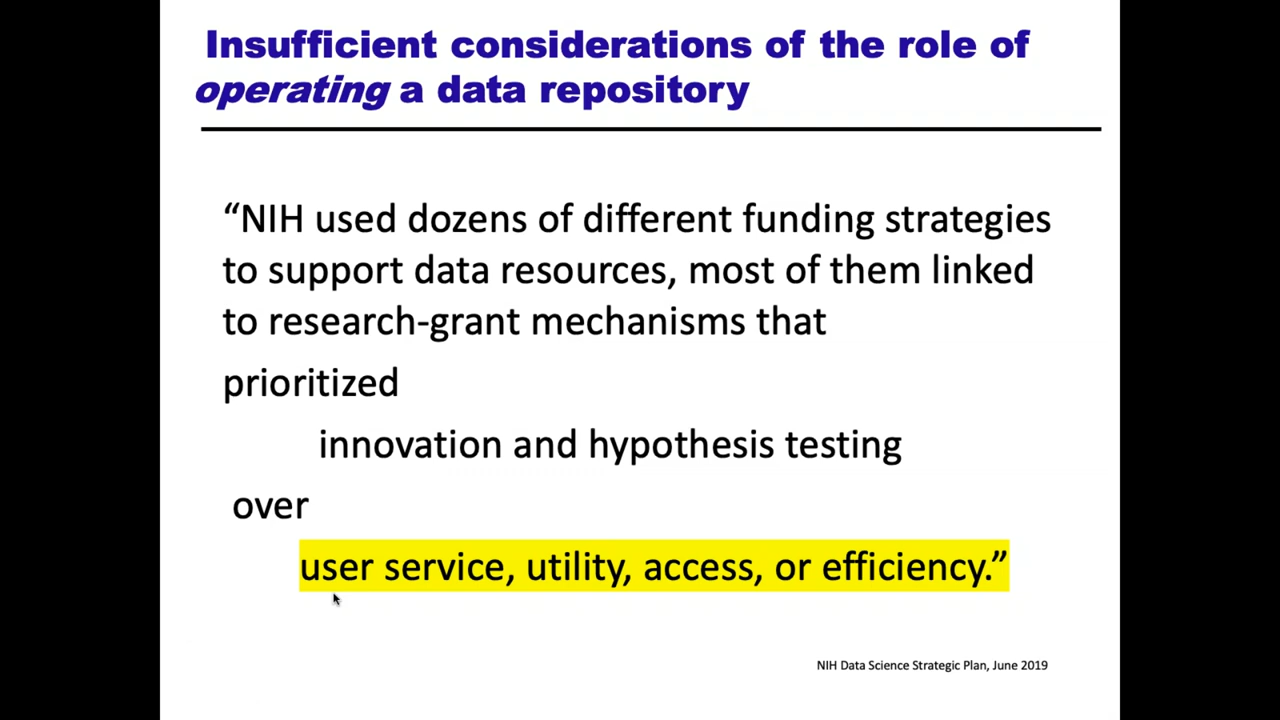 Insufficient considerations of the role of
operating a data repository
“NIH used dozens of different funding strategies
to support data resources, most of them linked
to research-grant mechanisms that
prioritized
innovation and hypothesis testing
over
user service, utility, access, or efficiency.”
NIH Data Science Strategic Plan, June 2019